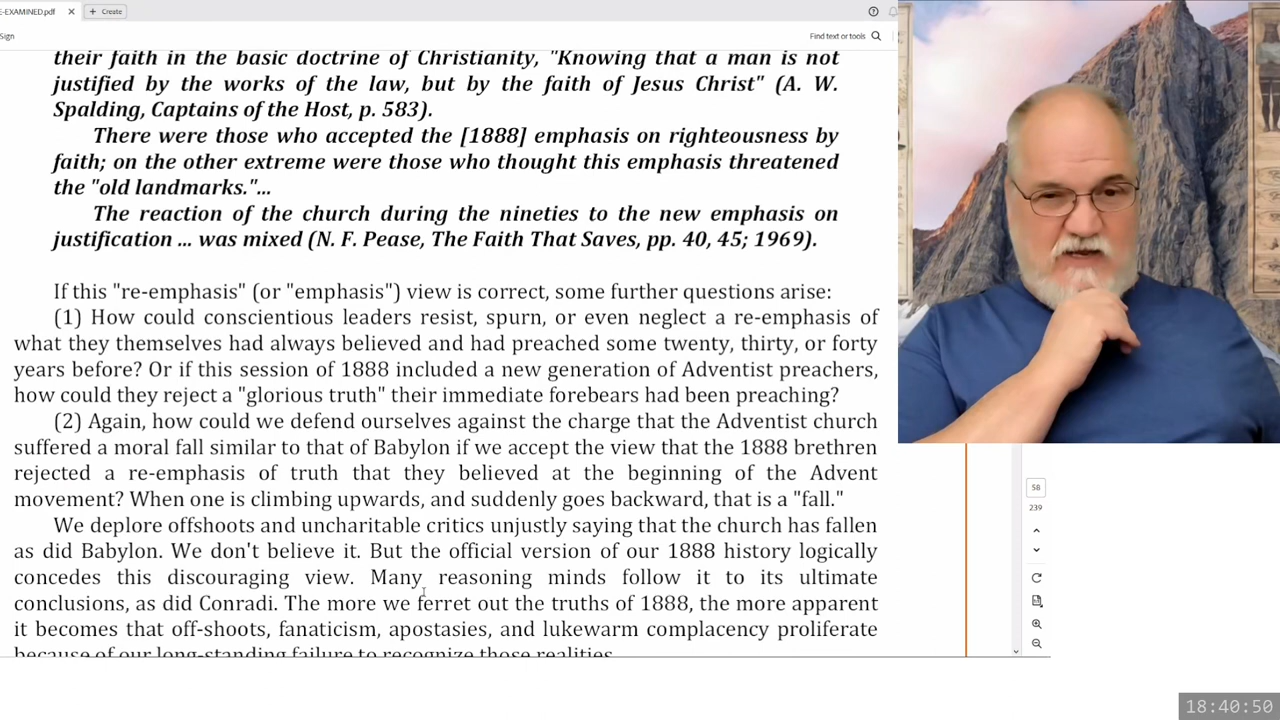 E-EXAMINED.pdf
Create
Sign
Find text or tools
their faith in the basic doctrine of Christianity, "Knowing that a man is not
justified by the works of the law, but by the faith of Jesus Christ" (A. W.
Spalding, Captains of the Host, p. 583).
There were those who accepted the [1888] emphasis on righteousness by
faith; on the other extreme were those who thought this emphasis threatened
the "old landmarks."...
The reaction of the church during the nineties to the new emphasis on
justification ... was mixed (N. F. Pease, The Faith That Saves, pp. 40, 45; 1969).
If this "re-emphasis" (or "emphasis") view is correct, some further questions arise:
(1) How could conscientious leaders resist, spurn, or even neglect a re-emphasis of
what they themselves had always believed and had preached some twenty, thirty, or forty
years before? Or if this session of 1888 included a new generation of Adventist preachers,
how could they reject a "glorious truth" their immediate forebears had been preaching?
(2) Again, how could we defend ourselves against the charge that the Adventist church
suffered a moral fall similar to that of Babylon if we accept the view that the 1888 brethren
rejected a re-emphasis of truth that they believed at the beginning of the Advent
movement? When one is climbing upwards, and suddenly goes backward, that is a "fall."
We deplore offshoots and uncharitable critics unjustly saying that the church has fallen
as did Babylon. We don't believe it. But the official version of our 1888 history logically
concedes this discouraging view. Many reasoning minds follow it to its ultimate
conclusions, as did Conradi. The more we ferret out the truths of 1888, the more apparent
it becomes that off-shoots, fanaticism, apostasies, and lukewarm complacency proliferate
because of our long-standing failure to recognize those realities.
58
239
18:40:50